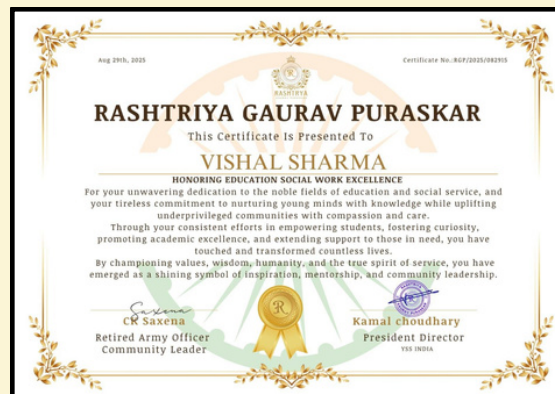 Aug 29th, 2025
Certificate No.:RGP/2025/082915
RASHTRIYA
RASHTRIYA GAURAV PURASKAR
This Certificate Is Presented To
VISHAL SHARMA
HONORING EDUCATION SOCIAL WORK EXCELLENCE
For your unwavering dedication to the noble fields of education and social service, and
your tireless commitment to nurturing young minds with knowledge while uplifting
underprivileged communities with compassion and care.
Through your consistent efforts in empowering students, fostering curiosity,
promoting academic excellence, and extending support to those in need, you have
touched and transformed countless lives.
By championing values, wisdom, humanity, and the true spirit of service, you have
emerged as a shining symbol of inspiration, mentorship, and community leadership.
Saxena
CK Saxena
Retired Army Officer
Community Leader
R
Kamal choudhary
President Director
YSS INDIA